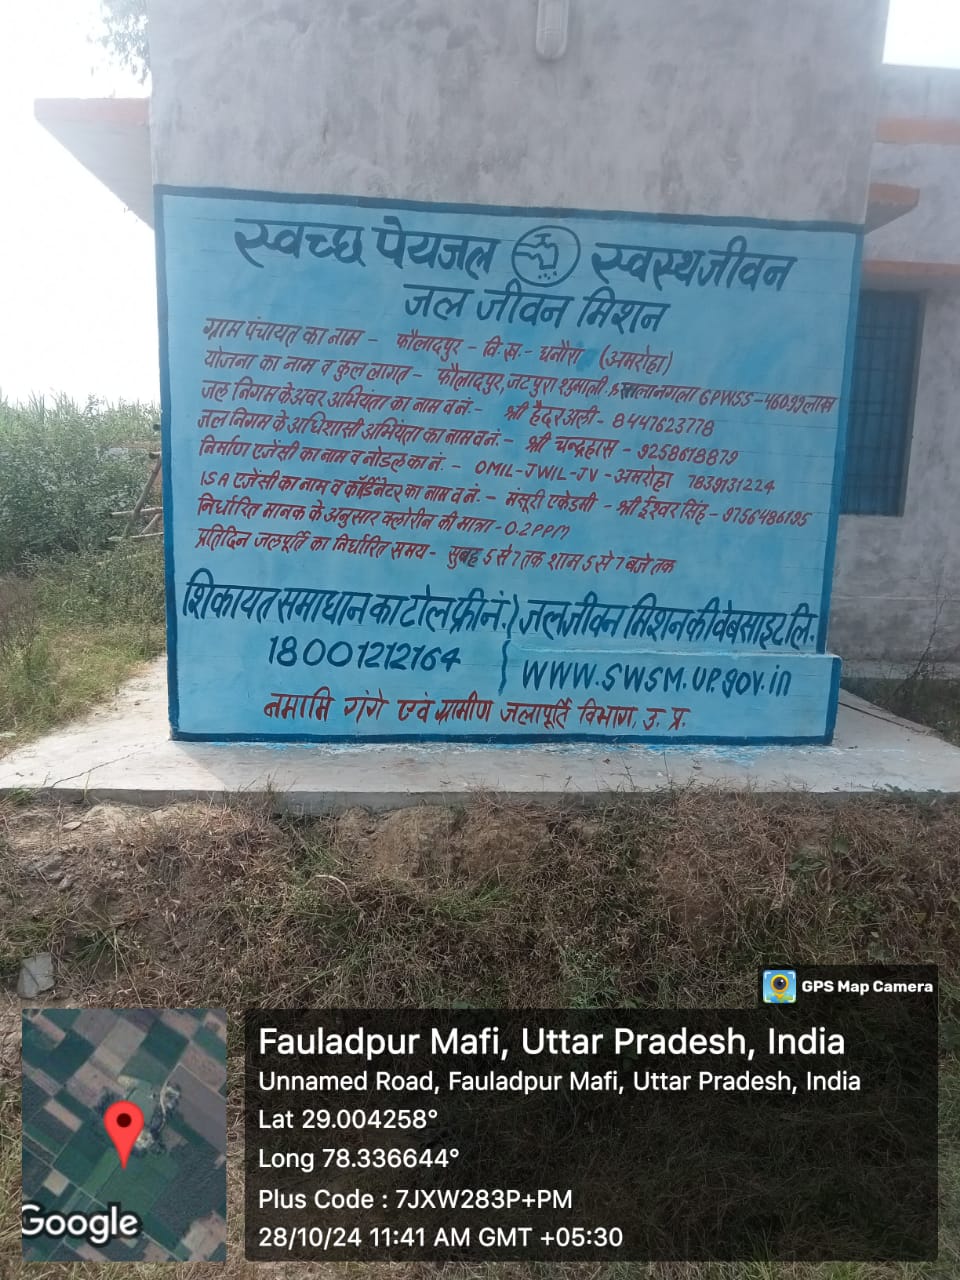 स्वच्छ पेयजल स्वस्थ जीवन
जल जीवन मिशन
ग्राम पंचायत का नाम - फौलादपुर - वि.ख.- धनौरा (अमरोहा)
योजना का नाम व कुल लागत - फौलादपुर, जटपुरा शुमाली, सालानगला GPWSS - 460.99 लाख
जल निगम के अवर अभियंता का नाम व नं.- श्री हैदर अली - 8447623778
जल निगम के अधिशासी अभियंता का नाम व नं.- श्री चन्द्रहास - 9258618879
निर्माण एजेंसी का नाम व नोडल का नं. - OMIL-JWIL-JV - अमरोहा 7839131224
ISA एजेंसी का नाम व कॉर्डिनेटर का नाम व नं. - मंसूरी एकेडमी - श्री ईश्वर सिंह - 9756486195
निर्धारित मानक के अनुसार क्लोरीन की मात्रा - 0.2 PPM
प्रतिदिन जलपूर्ति का निर्धारित समय - सुबह 5 से 7 तक शाम 5 से 7 बजे तक
शिकायत समाधान का टोल फ्री नं.) जल जीवन मिशन की वेबसाइट लि.
18001212164 WWW.SWSM.UP.gov.in
नमामि गंगे एवं ग्रामीण जलापूर्ति विभाग, उ. प्र.
GPS Map Camera
Fauladpur Mafi, Uttar Pradesh, India
Unnamed Road, Fauladpur Mafi, Uttar Pradesh, India
Lat 29.004258°
Long 78.336644°
Plus Code : 7JXW283P+PM
28/10/24 11:41 AM GMT +05:30
Google